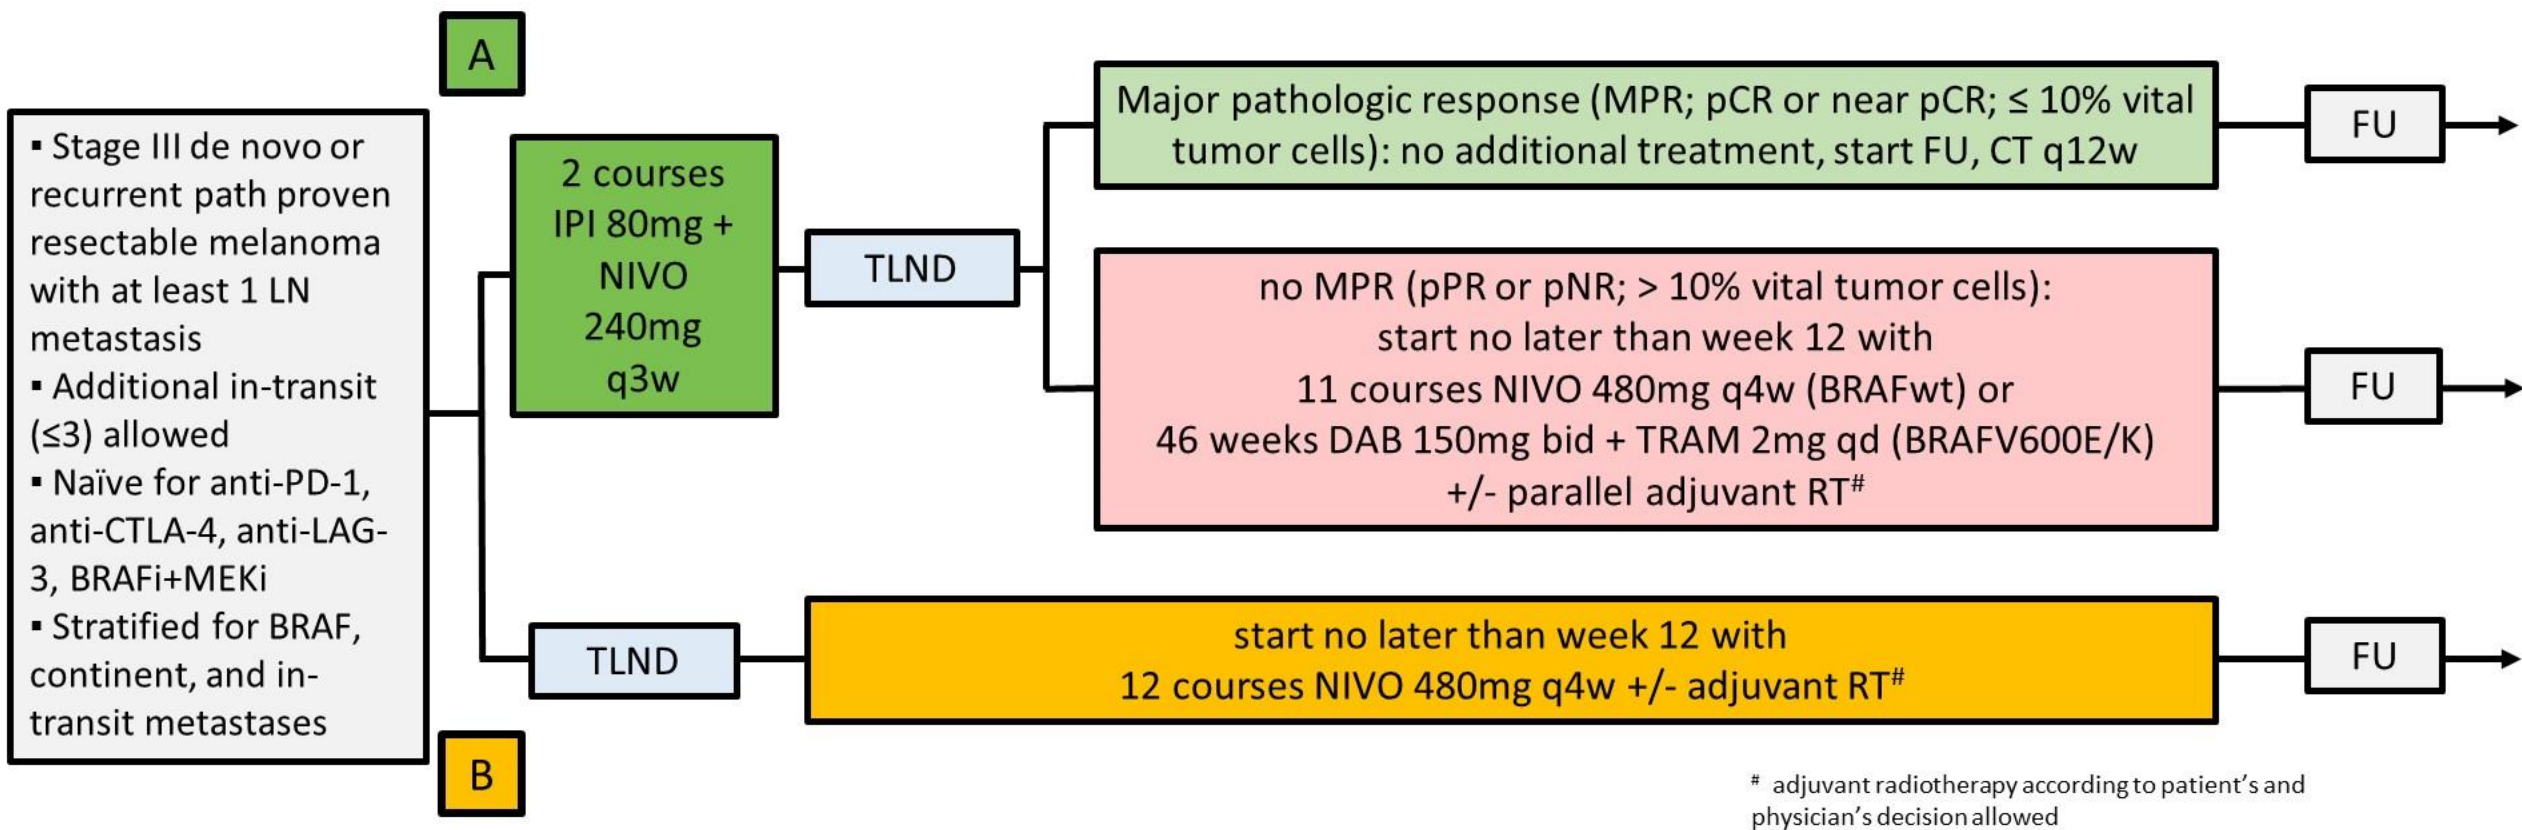 A
▪ Stage III de novo or
recurrent path proven
resectable melanoma
with at least 1 LN
metastasis
▪ Additional in-transit
(≤3) allowed
▪ Naïve for anti-PD-1,
anti-CTLA-4, anti-LAG-
3, BRAFi+MEKi
▪ Stratified for BRAF,
continent, and in-
transit metastases
2 courses
IPI 80mg +
NIVO
240mg
q3w
TLND
Major pathologic response (MPR; pCR or near pCR; ≤ 10% vital
tumor cells): no additional treatment, start FU, CT q12w
FU
no MPR (pPR or pNR; > 10% vital tumor cells):
start no later than week 12 with
11 courses NIVO 480mg q4w (BRAFwt) or
46 weeks DAB 150mg bid + TRAM 2mg qd (BRAFV600E/K)
+/- parallel adjuvant RT#
FU
B
TLND
start no later than week 12 with
12 courses NIVO 480mg q4w +/- adjuvant RT#
FU
# adjuvant radiotherapy according to patient's and
physician's decision allowed